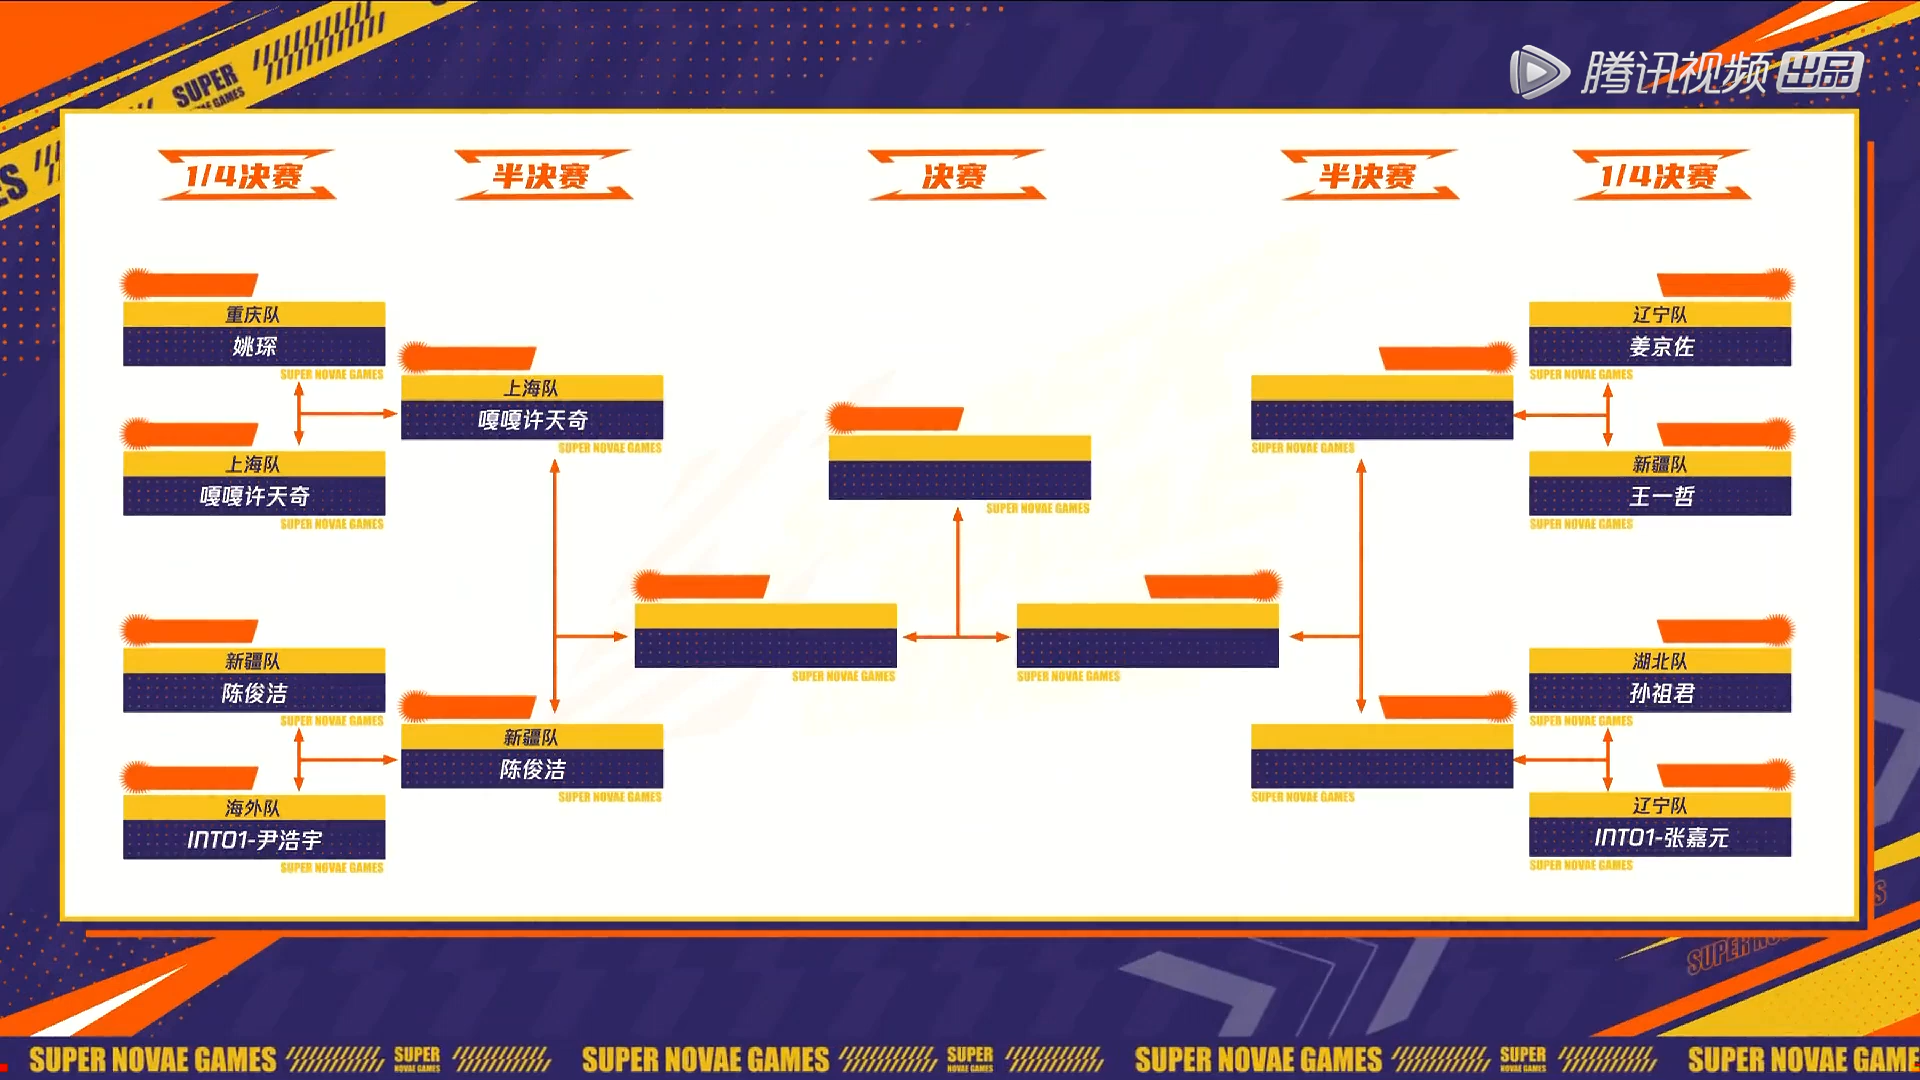 SUPER
GAMES
腾讯视频 出品
1/4决赛
半决赛
决赛
半决赛
1/4决赛
重庆队
姚琛
SUPER NOVAE GAMES
上海队
嘎嘎许天奇
SUPER NOVAE GAMES
新疆队
陈俊洁
SUPER NOVAE GAMES
海外队
INTO1-尹浩宇
SUPER NOVAE GAMES
上海队
嘎嘎许天奇
SUPER NOVAE GAMES
新疆队
陈俊洁
SUPER NOVAE GAMES
SUPER NOVAE GAMES
SUPER NOVAE GAMES
SUPER NOVAE GAMES
SUPER NOVAE GAMES
SUPER NOVAE GAMES
辽宁队
姜京佐
SUPER NOVAE GAMES
新疆队
王一哲
SUPER NOVAE GAMES
湖北队
孙祖君
SUPER NOVAE GAMES
辽宁队
INTO1-张嘉元
SUPER NOVAE GAMES
SUPER NOVAE GAMES SUPER NOVAE GAMES SUPER NOVAE GAMES SUPER NOVAE GAMES SUPER NOVAE GAMES SUPER NOVAE GAMES SUPER NOVAE GAME